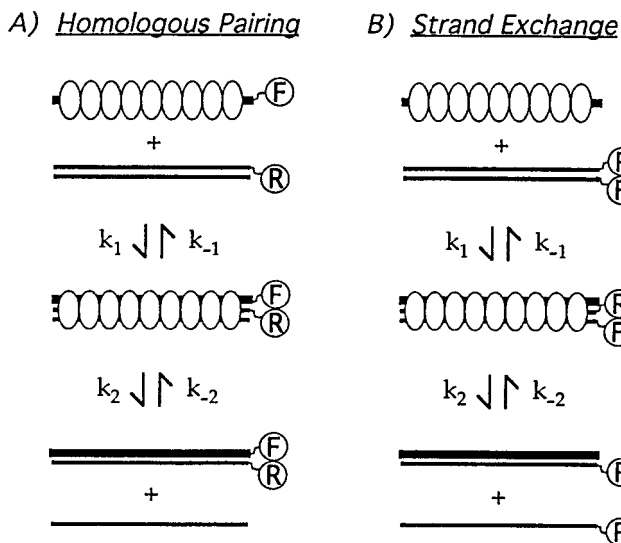 A) Homologous Pairing
B) Strand Exchange
F
+
R
k₁ k₋₁
F
R
k₂ k₋₂
F
R
+
+
k₁ k₋₁
R
k₂ k₋₂
+